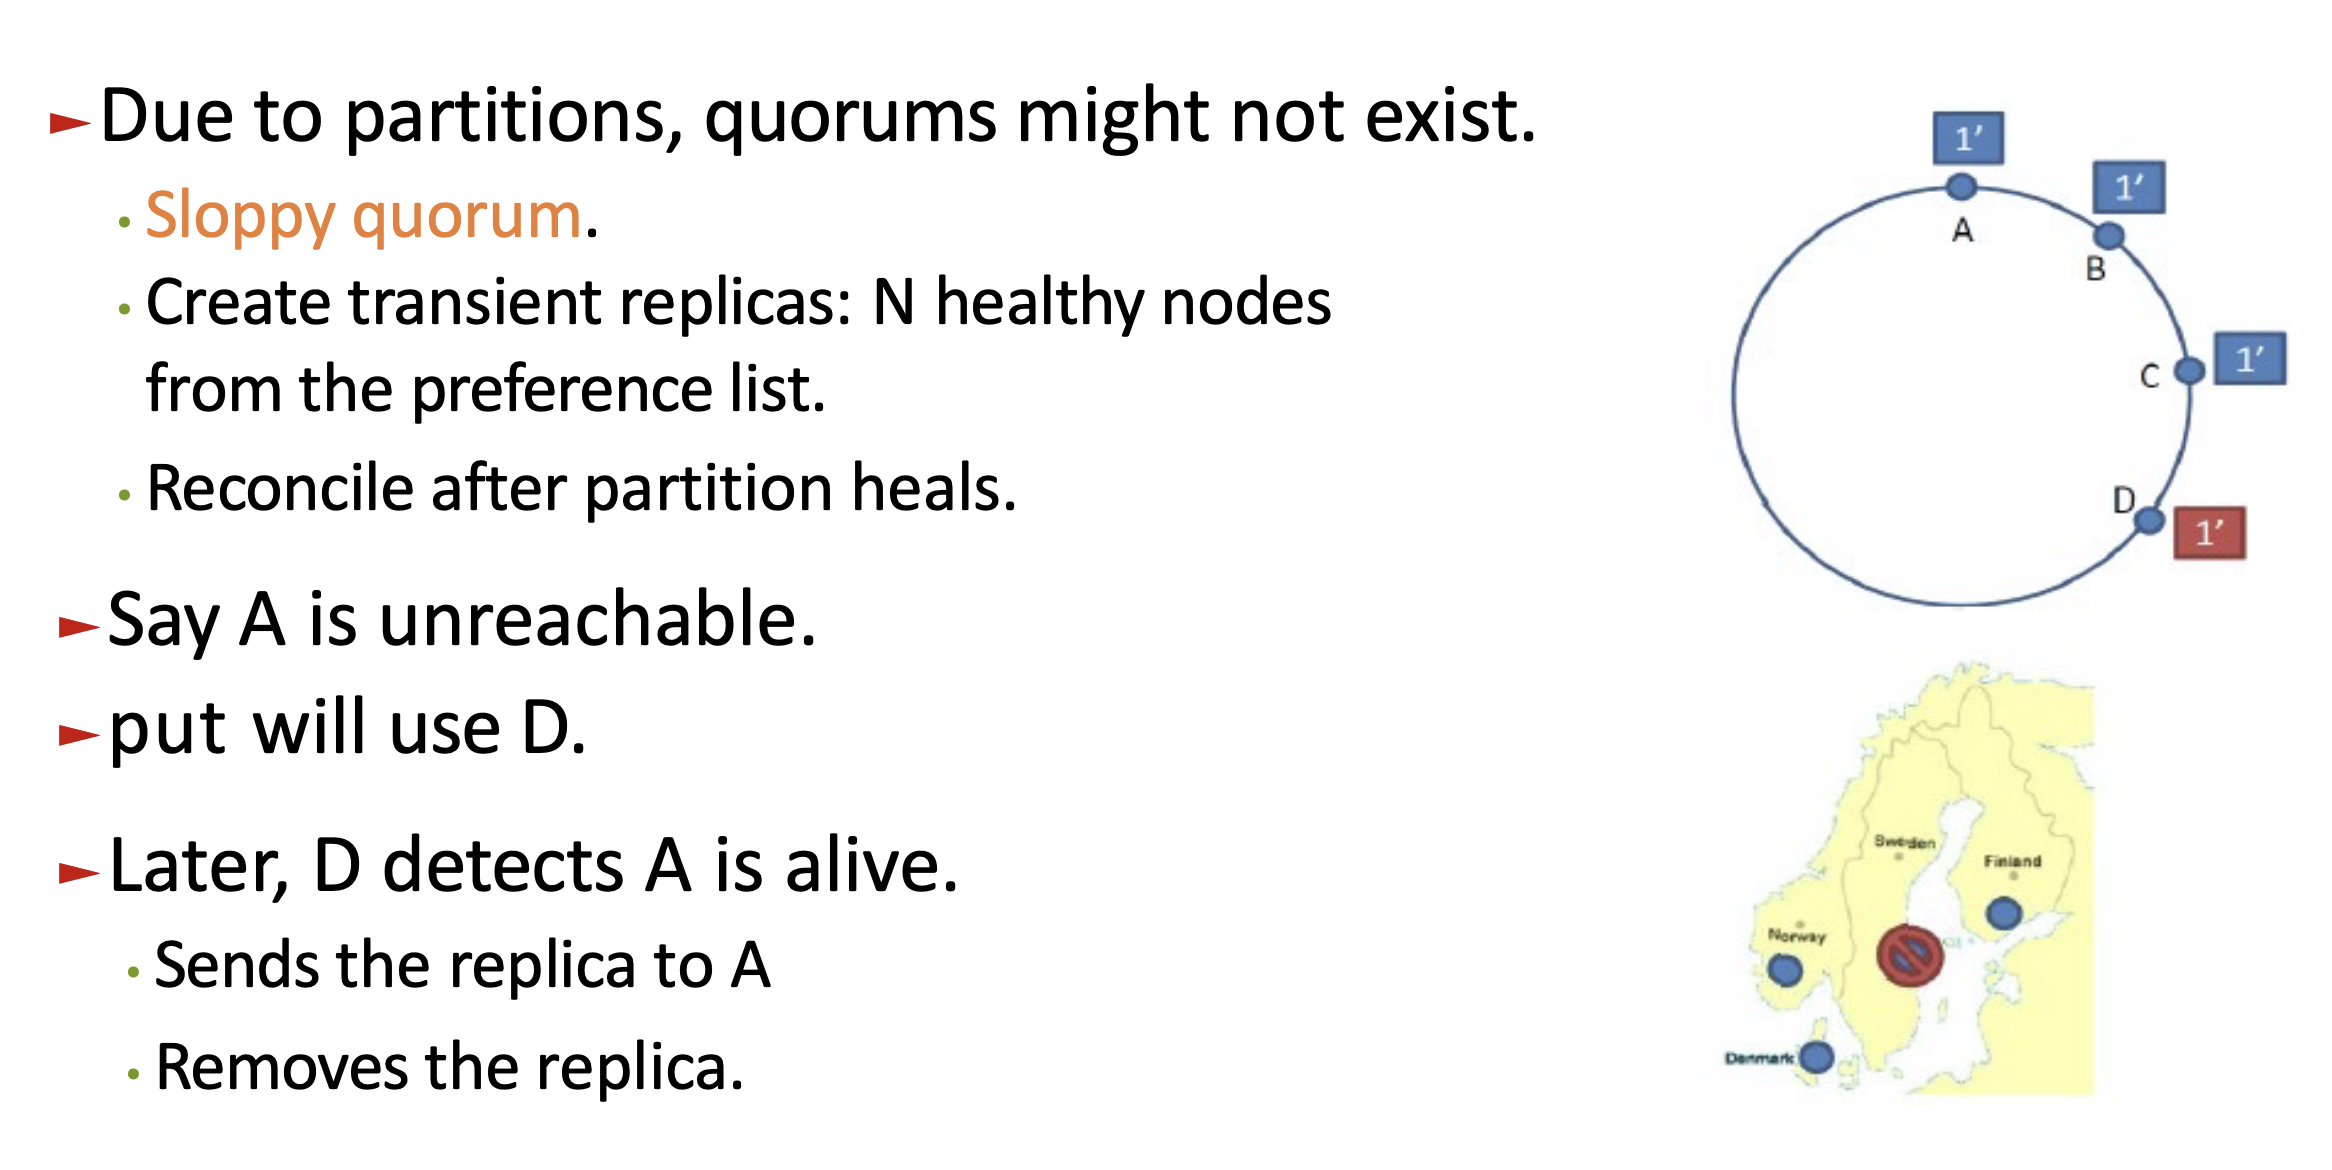 Due to partitions, quorums might not exist.
Sloppy quorum.
Create transient replicas: N healthy nodes
from the preference list.
Reconcile after partition heals.
Say A is unreachable.
put will use D.
Later, D detects A is alive.
Sends the replica to A
Removes the replica.
1′
A
1′
B
1′
C
1′
D
Sweden
Finland
Norway
Denmark